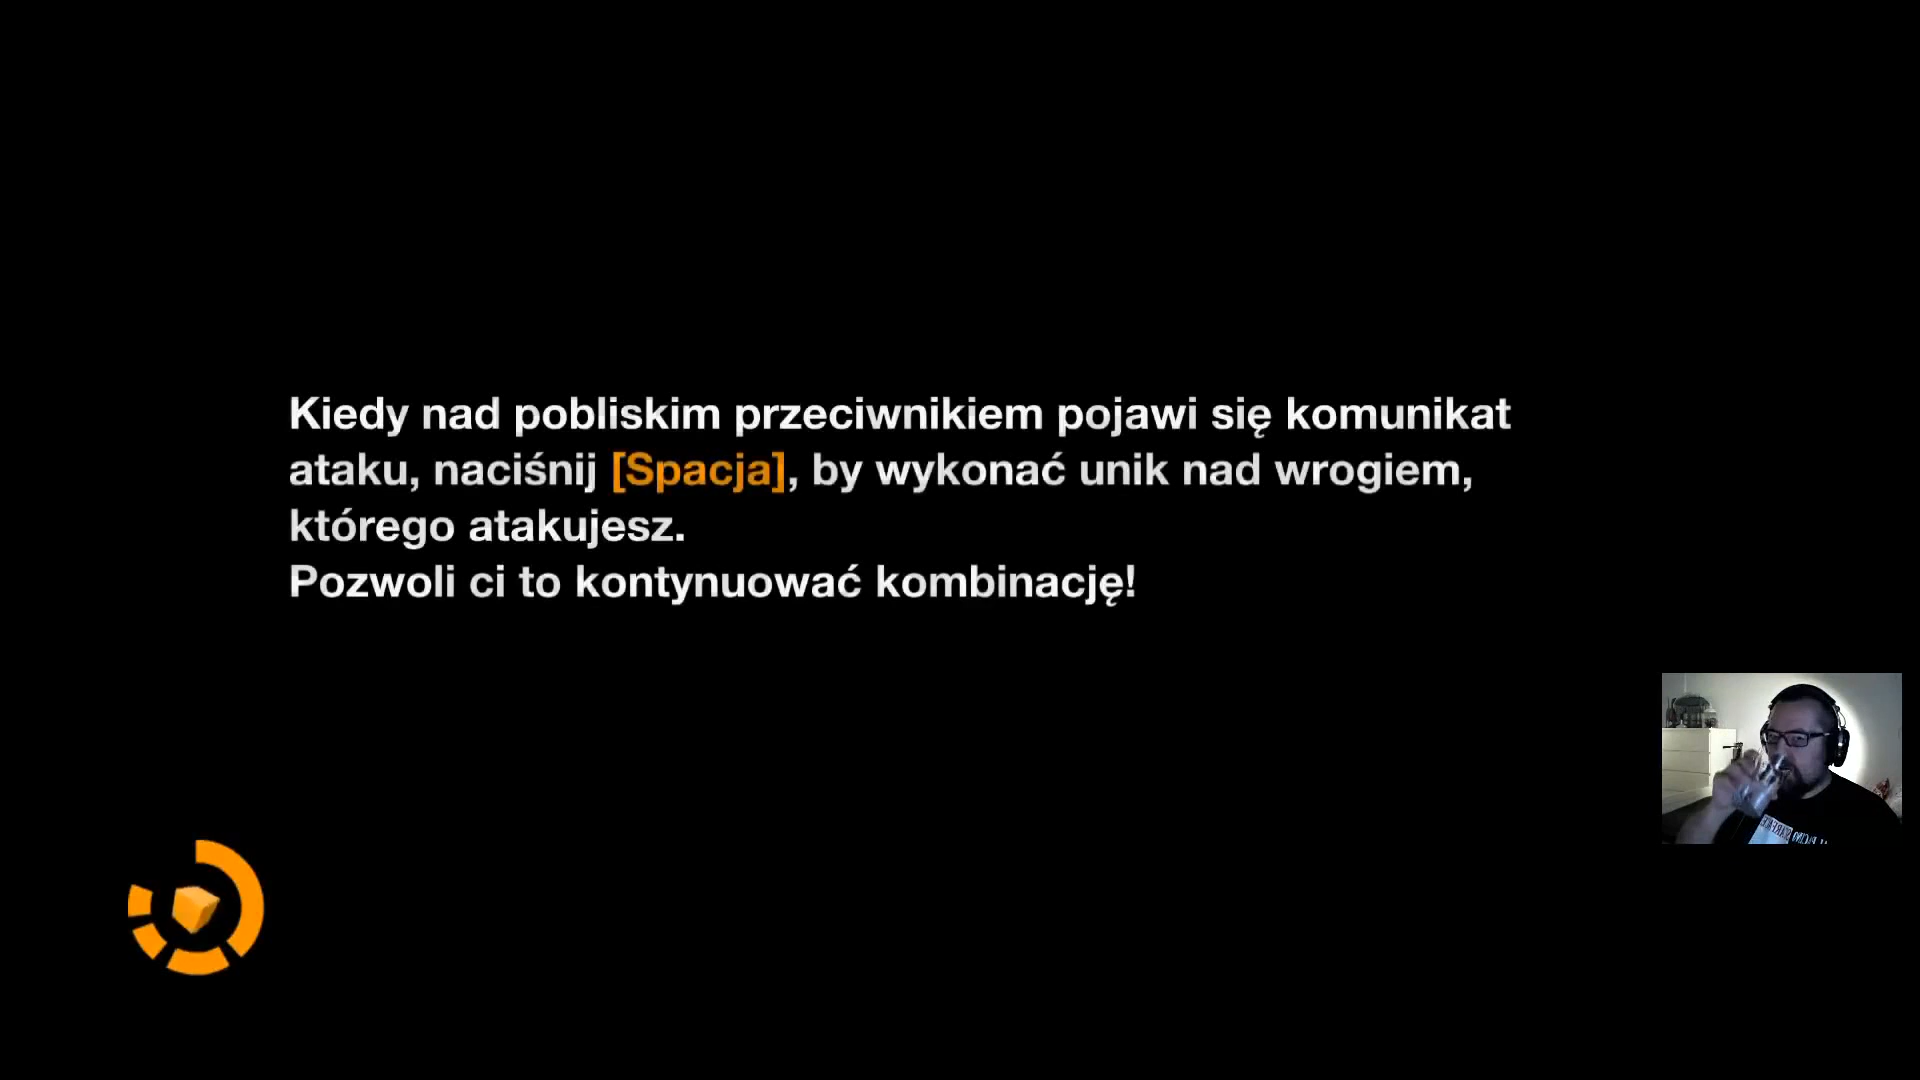 Kiedy nad pobliskim przeciwnikiem pojawi się komunikat
ataku, naciśnij [Spacja], by wykonać unik nad wrogiem,
którego atakujesz.
Pozwoli ci to kontynuować kombinację!